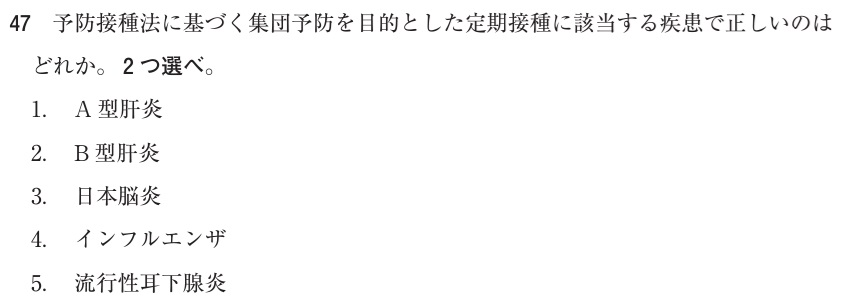 47 予防接種法に基づく集団予防を目的とした定期接種に該当する疾患で正しいのは
どれか。2つ選べ。
1. A 型肝炎
2. B 型肝炎
3. 日本脳炎
4. インフルエンザ
5. 流行性耳下腺炎